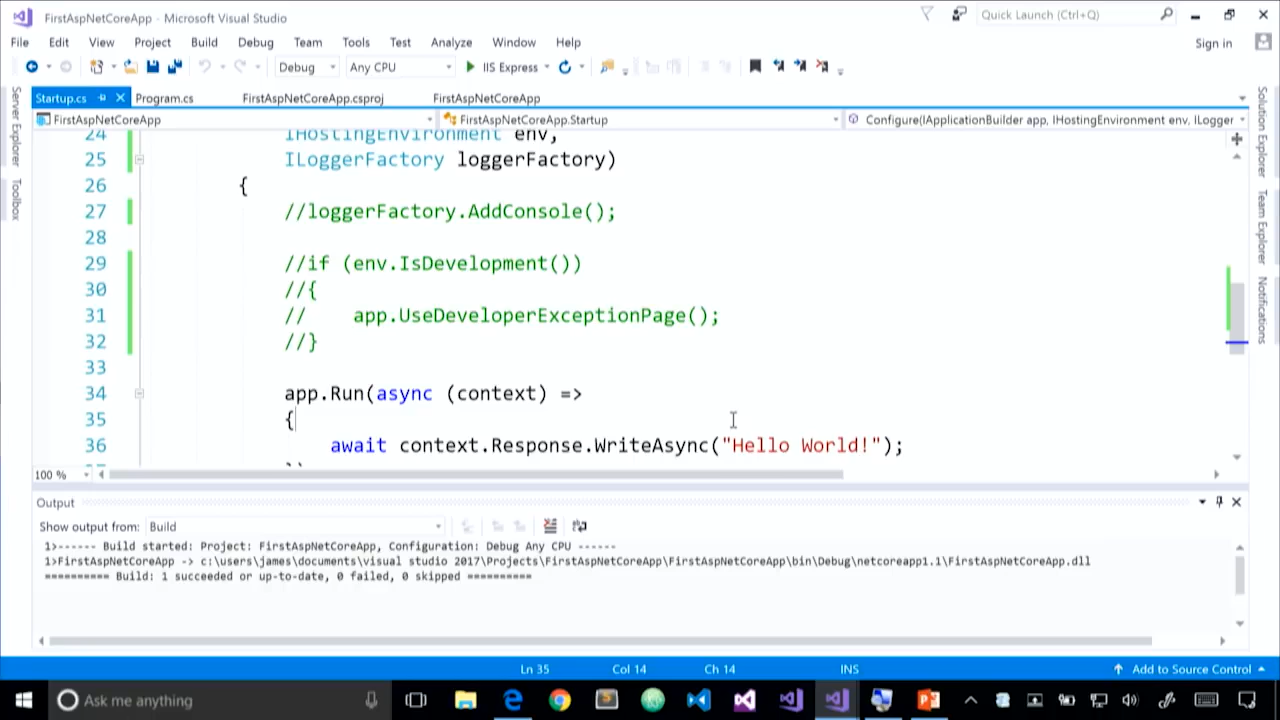 FirstAspNetCoreApp - Microsoft Visual Studio
Quick Launch (Ctrl+Q)
File Edit View Project Build Debug Team Tools Test Analyze Window Help
Sign in
Debug Any CPU IIS Express
Startup.cs Program.cs FirstAspNetCoreApp.csproj FirstAspNetCoreApp
FirstAspNetCoreApp FirstAspNetCoreApp.Startup Configure(IApplicationBuilder app, IHostingEnvironment env, ILogger
Server Explorer
Toolbox
Solution Explorer
Team Explorer
Notifications
24 IHostingEnvironment env,
25 ILoggerFactory loggerFactory)
26 {
27 //loggerFactory.AddConsole();
28
29 //if (env.IsDevelopment())
30 //{
31 // app.UseDeveloperExceptionPage();
32 //}
33
34 app.Run(async (context) =>
35 {
36 await context.Response.WriteAsync("Hello World!");
100 %
Output
Show output from: Build
1>------ Build started: Project: FirstAspNetCoreApp, Configuration: Debug Any CPU ------
1>FirstAspNetCoreApp -> c:\users\james\documents\visual studio 2017\Projects\FirstAspNetCoreApp\FirstAspNetCoreApp\bin\Debug\netcoreapp1.1\FirstAspNetCoreApp.dll
========== Build: 1 succeeded or up-to-date, 0 failed, 0 skipped ==========
Ln 35 Col 14 Ch 14 INS Add to Source Control
Ask me anything